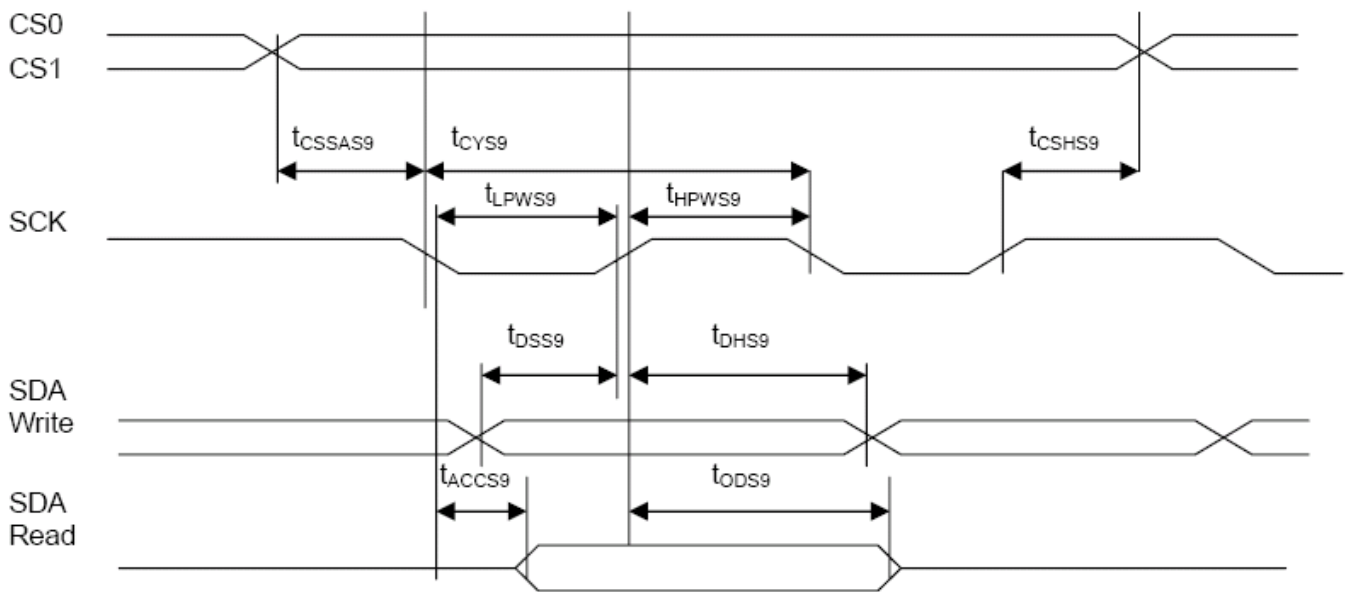 CS0
CS1
tCSSAS9
tCYS9
tCSHS9
tLPWS9
tHPWS9
SCK
tDSS9
tDHS9
SDA
Write
tACCS9
tODS9
SDA
Read